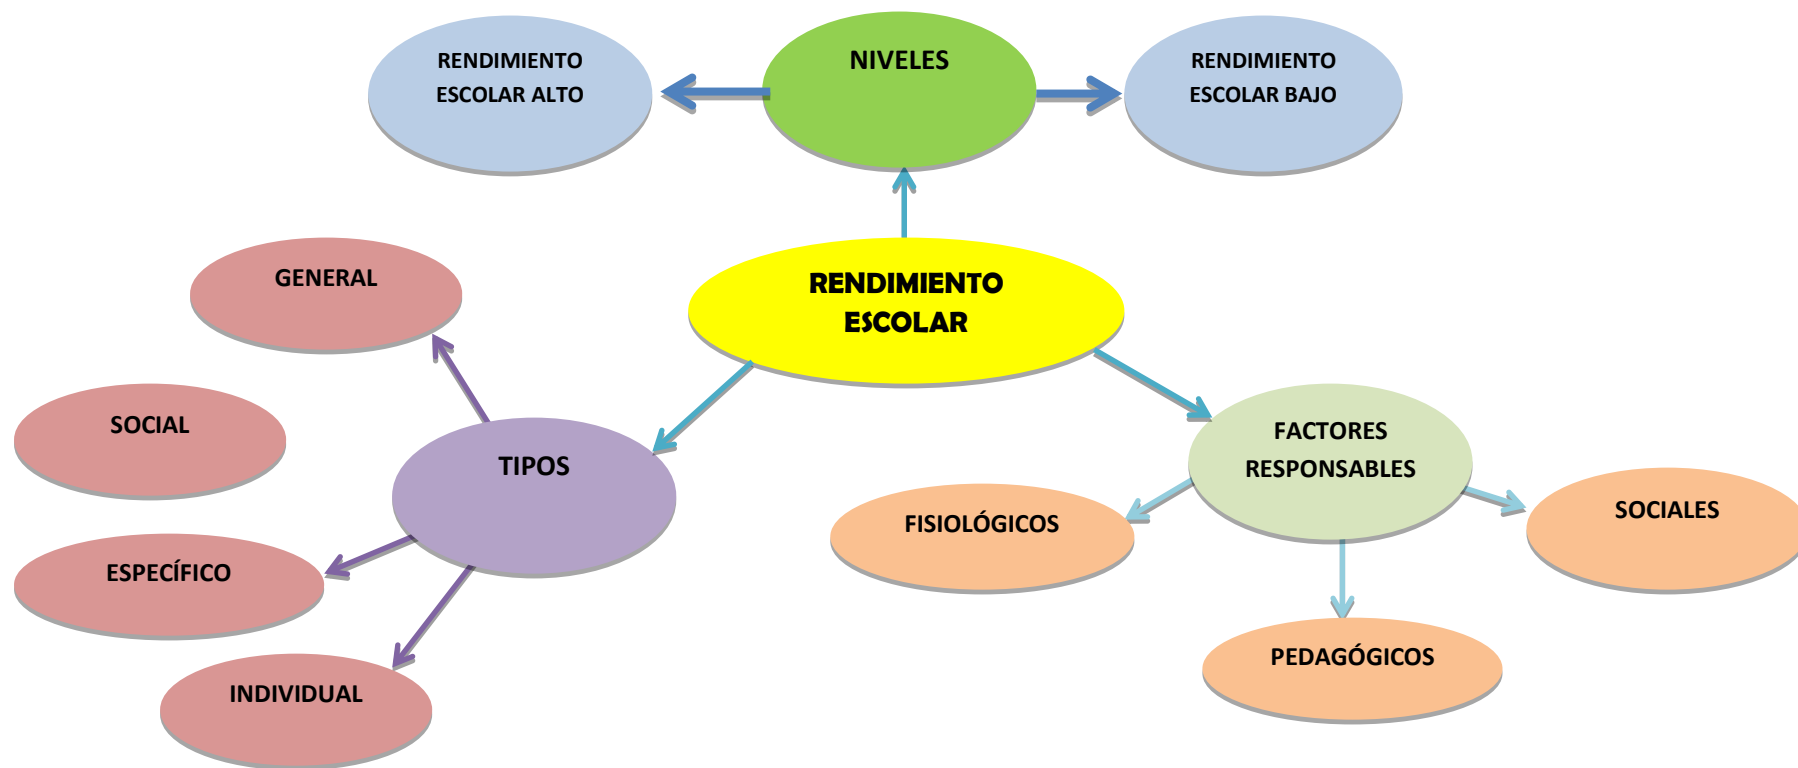 RENDIMIENTO
ESCOLAR ALTO
NIVELES
RENDIMIENTO
ESCOLAR BAJO
GENERAL
RENDIMIENTO
ESCOLAR
SOCIAL
TIPOS
FACTORES
RESPONSABLES
FISIOLÓGICOS
SOCIALES
ESPECÍFICO
PEDAGÓGICOS
INDIVIDUAL